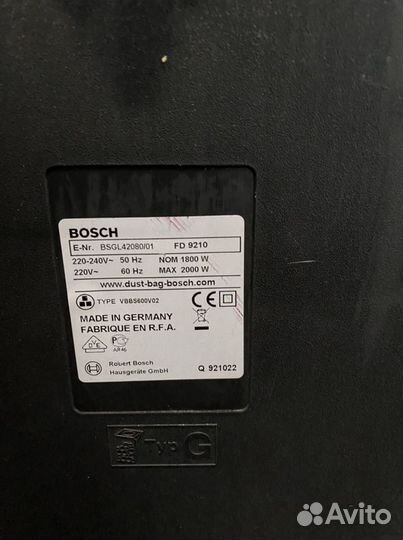 BOSCH
E-Nr. BSGL42080/01 FD 9210
220-240V~ 50 Hz NOM 1800 W
220V~ 60 Hz MAX 2000 W
www.dust-bag-bosch.com
TYPE VBBS600V02
MADE IN GERMANY
FABRIQUE EN R.F.A.
AR46
Robert Bosch
Hausgeräte GmbH
Q 921022
Typ G
Avito